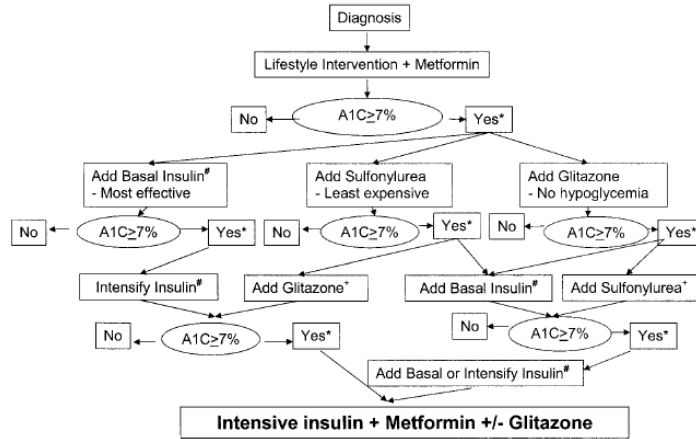 Diagnosis
Lifestyle Intervention + Metformin
No
A1C≥7%
Yes*
Add Basal Insulin#
- Most effective
Add Sulfonylurea
- Least expensive
Add Glitazone
- No hypoglycemia
No
A1C≥7%
Yes*
No
A1C≥7%
Yes*
No
A1C≥7%
Yes*
Intensify Insulin#
Add Glitazone+
Add Basal Insulin#
Add Sulfonylurea+
No
A1C≥7%
Yes*
No
A1C≥7%
Yes*
Add Basal or Intensify Insulin#
Intensive insulin + Metformin +/- Glitazone